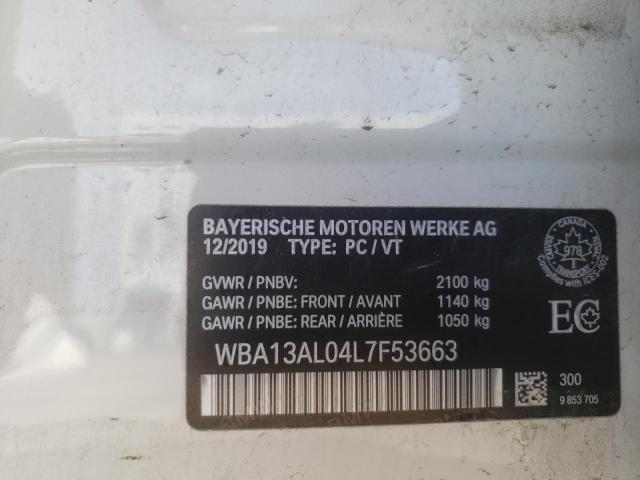 BAYERISCHE MOTOREN WERKE AG
12/2019 TYPE: PC / VT
GVWR / PNBV: 2100 kg
GAWR / PNBE: FRONT / AVANT 1140 kg
GAWR / PNBE: REAR / ARRIÈRE 1050 kg
WBA13AL04L7F53663
CANADA
978
TRANSPORT
Complies with ICES-002
EC
300
9 853 705